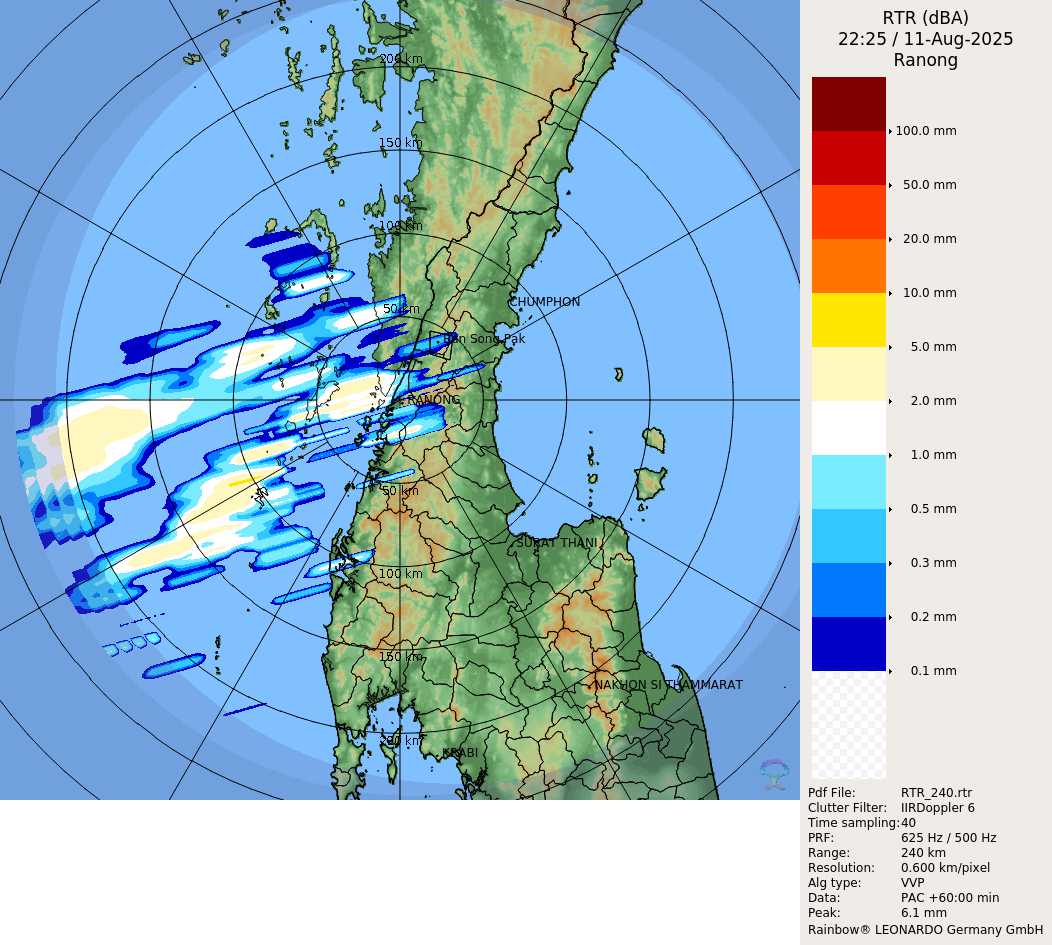 RTR (dBA)
22:25 / 11-Aug-2025
Ranong
100.0 mm
50.0 mm
20.0 mm
10.0 mm
5.0 mm
2.0 mm
1.0 mm
0.5 mm
0.3 mm
0.2 mm
0.1 mm
Pdf File: RTR_240.rtr
Clutter Filter: IIRDoppler 6
Time sampling: 40
PRF: 625 Hz / 500 Hz
Range: 240 km
Resolution: 0.600 km/pixel
Alg type: VVP
Data: PAC +60:00 min
Peak: 6.1 mm
Rainbow® LEONARDO Germany GmbH
200 km
150 km
100 km
CHUMPHON
50 km
Ban Song Pak
RANONG
50 km
SURAT THANI
100 km
150 km
NAKHON SI THAMMARAT
200 km
KRABI